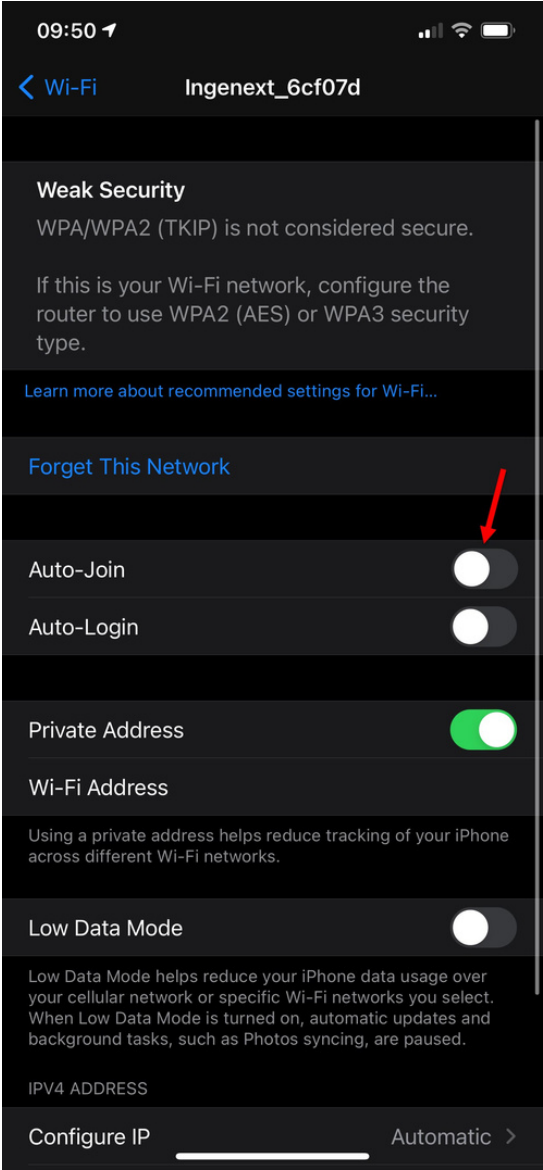 09:50
Wi-Fi
Ingenext_6cf07d
Weak Security
WPA/WPA2 (TKIP) is not considered secure.
If this is your Wi-Fi network, configure the
router to use WPA2 (AES) or WPA3 security
type.
Learn more about recommended settings for Wi-Fi...
Forget This Network
Auto-Join
Auto-Login
Private Address
Wi-Fi Address
Using a private address helps reduce tracking of your iPhone
across different Wi-Fi networks.
Low Data Mode
Low Data Mode helps reduce your iPhone data usage over
your cellular network or specific Wi-Fi networks you select.
When Low Data Mode is turned on, automatic updates and
background tasks, such as Photos syncing, are paused.
IPV4 ADDRESS
Configure IP
Automatic